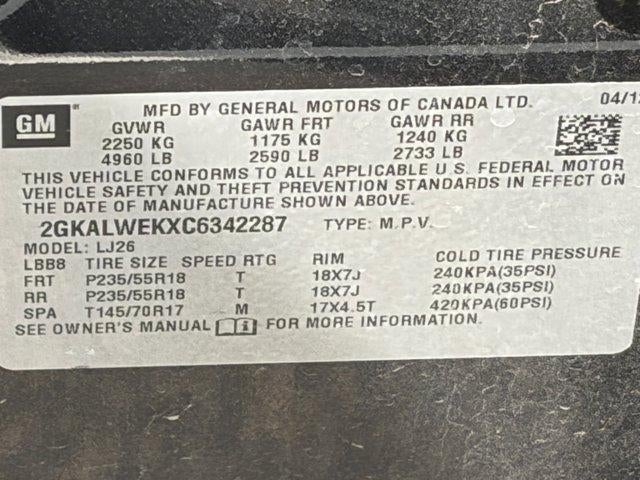 GM
MFD BY GENERAL MOTORS OF CANADA LTD. 04/12
GVWR GAWR FRT GAWR RR
2250 KG 1175 KG 1240 KG
4960 LB 2590 LB 2733 LB
THIS VEHICLE CONFORMS TO ALL APPLICABLE U.S. FEDERAL MOTOR
VEHICLE SAFETY AND THEFT PREVENTION STANDARDS IN EFFECT ON
THE DATE OF MANUFACTURE SHOWN ABOVE.
2GKALWEKXC6342287 TYPE: M.P.V.
MODEL: LJ26
LBB8 TIRE SIZE SPEED RTG RIM COLD TIRE PRESSURE
FRT P235/55R18 T 18X7J 240KPA(35PSI)
RR P235/55R18 T 18X7J 240KPA(35PSI)
SPA T145/70R17 M 17X4.5T 420KPA(60PSI)
SEE OWNER'S MANUAL i FOR MORE INFORMATION.